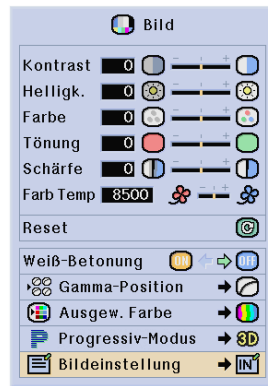 Bild
Kontrast 0 - +
Helligk. 0 - +
Farbe 0 - +
Tönung 0 - +
Schärfe 0 - +
Farb Temp 8500 - +
Reset
Weiß-Betonung ON OFF
Gamma-Position
Ausgew. Farbe
Progressiv-Modus 3D
Bildeinstellung IN